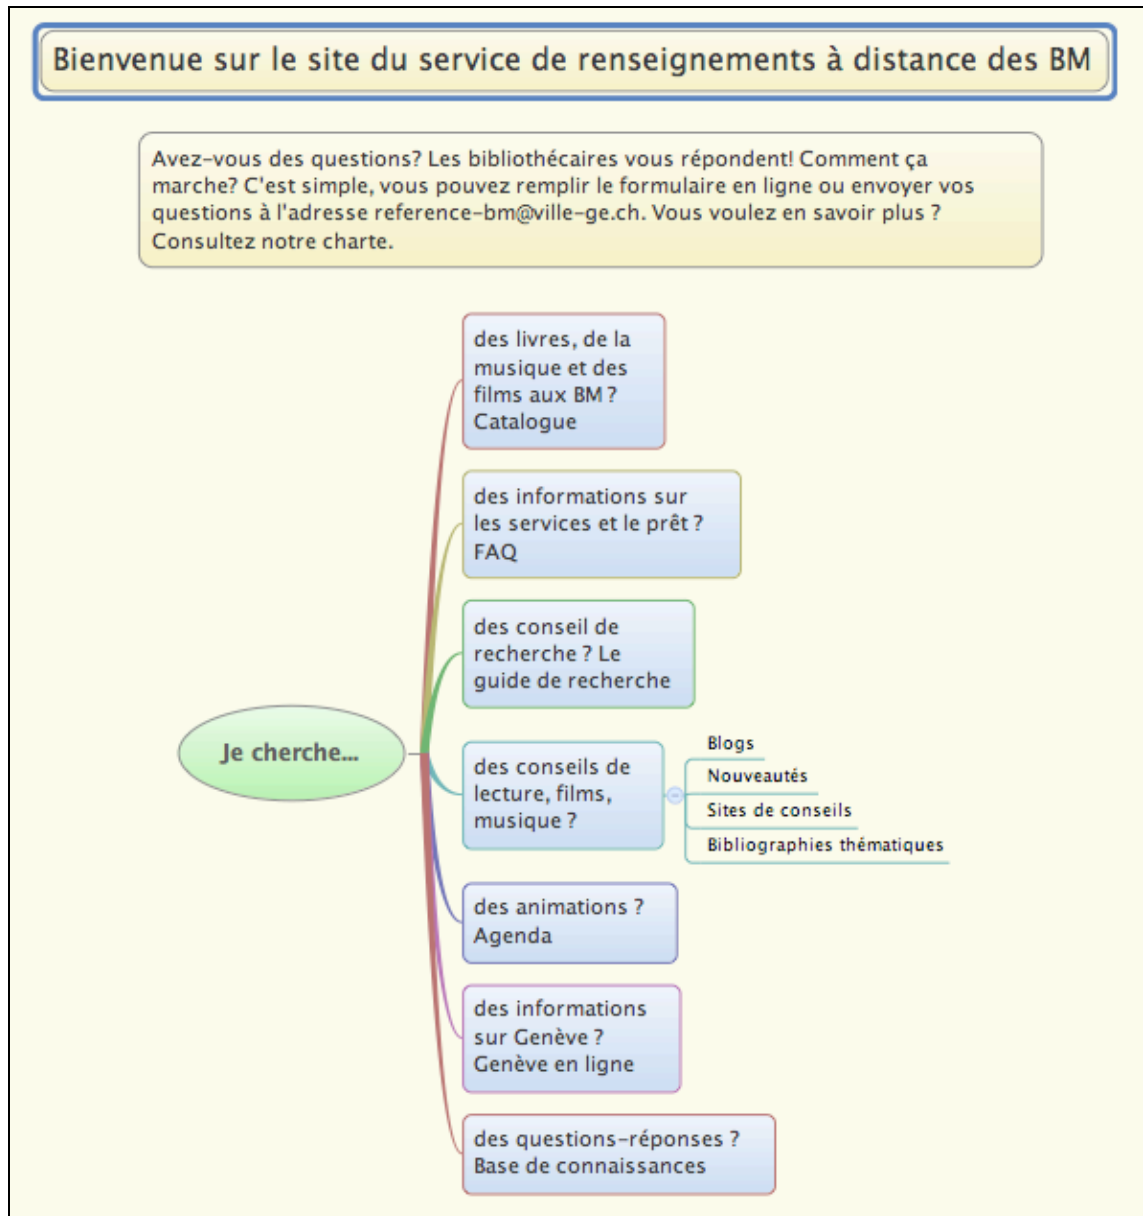 Bienvenue sur le site du service de renseignements à distance des BM
Avez-vous des questions? Les bibliothécaires vous répondent! Comment ça
marche? C'est simple, vous pouvez remplir le formulaire en ligne ou envoyer vos
questions à l'adresse reference-bm@ville-ge.ch. Vous voulez en savoir plus ?
Consultez notre charte.
Je cherche...
des livres, de la
musique et des
films aux BM ?
Catalogue
des informations sur
les services et le prêt ?
FAQ
des conseil de
recherche ? Le
guide de recherche
des conseils de
lecture, films,
musique ?
Blogs
Nouveautés
Sites de conseils
Bibliographies thématiques
des animations ?
Agenda
des informations
sur Genève ?
Genève en ligne
des questions-réponses ?
Base de connaissances